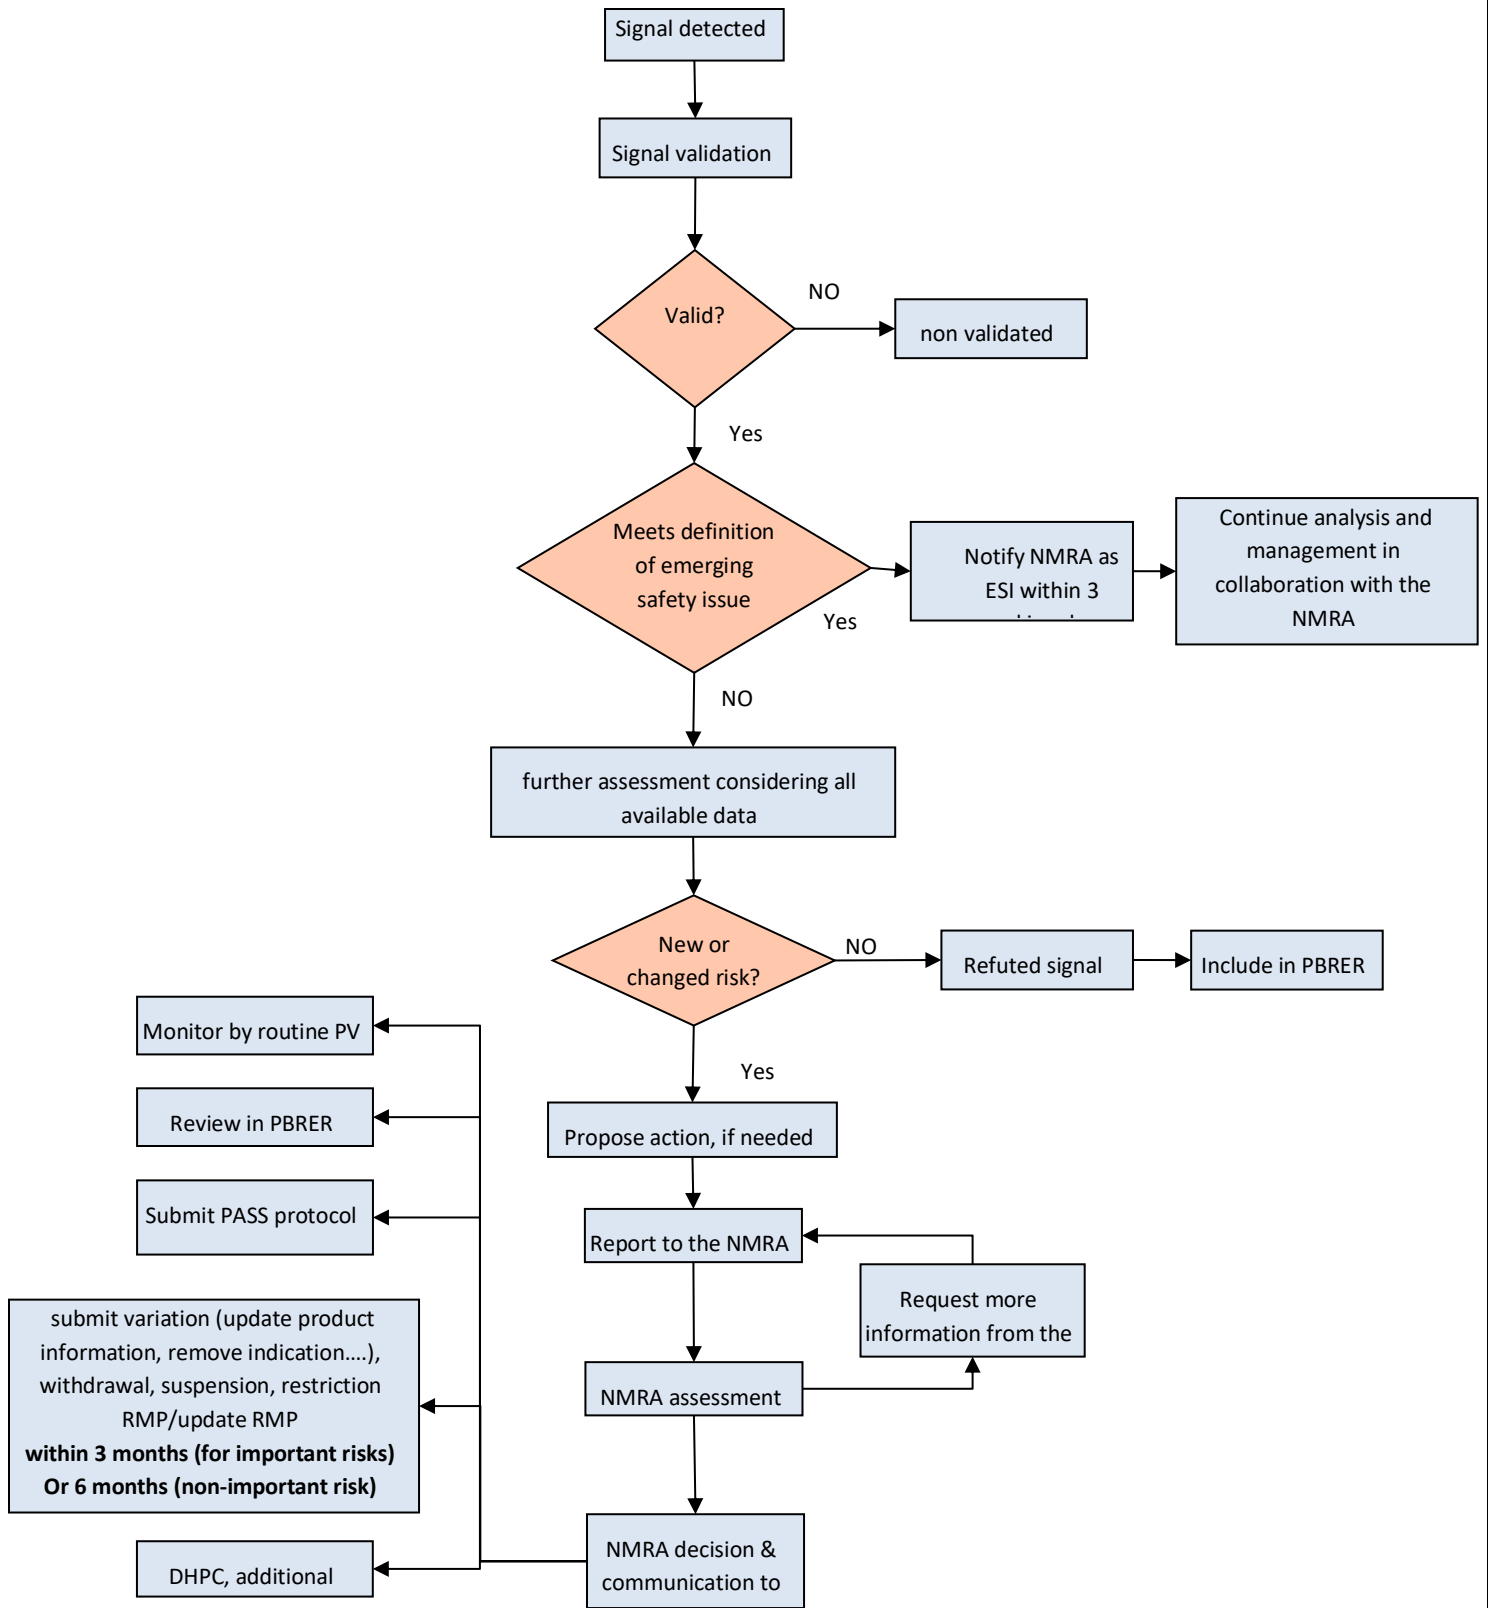 Signal detected
Signal validation
Valid?
NO
non validated
Yes
Meets definition
of emerging
safety issue
Yes
Notify NMRA as
ESI within 3
Continue analysis and
management in
collaboration with the
NMRA
NO
further assessment considering all
available data
New or
changed risk?
NO
Refuted signal
Include in PBRER
Yes
Propose action, if needed
Report to the NMRA
Request more
information from the
NMRA assessment
NMRA decision &
communication to
Monitor by routine PV
Review in PBRER
Submit PASS protocol
submit variation (update product
information, remove indication....),
withdrawal, suspension, restriction
RMP/update RMP
within 3 months (for important risks)
Or 6 months (non-important risk)
DHPC, additional